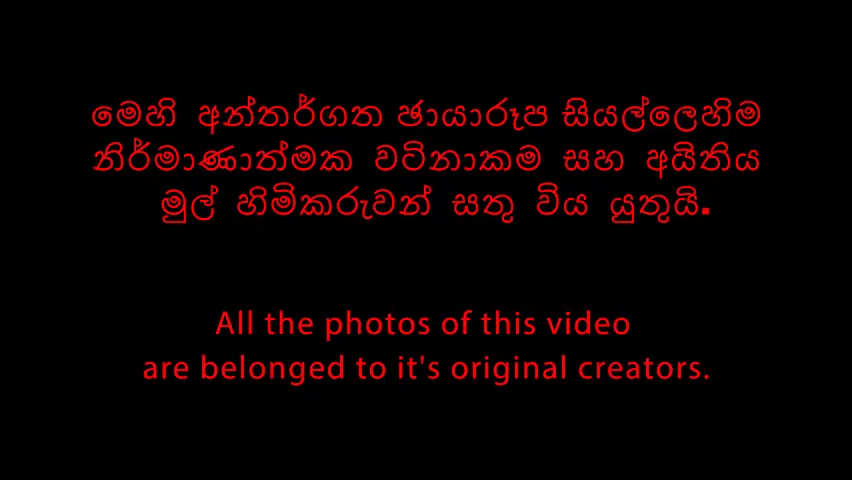 මෙහි අන්තර්ගත ඡායාරූප සියල්ලෙහිම
නිර්මාණාත්මක වටිනාකම සහ අයිතිය
මුල් හිමිකරුවන් සතු විය යුතුයි.
All the photos of this video
are belonged to it's original creators.